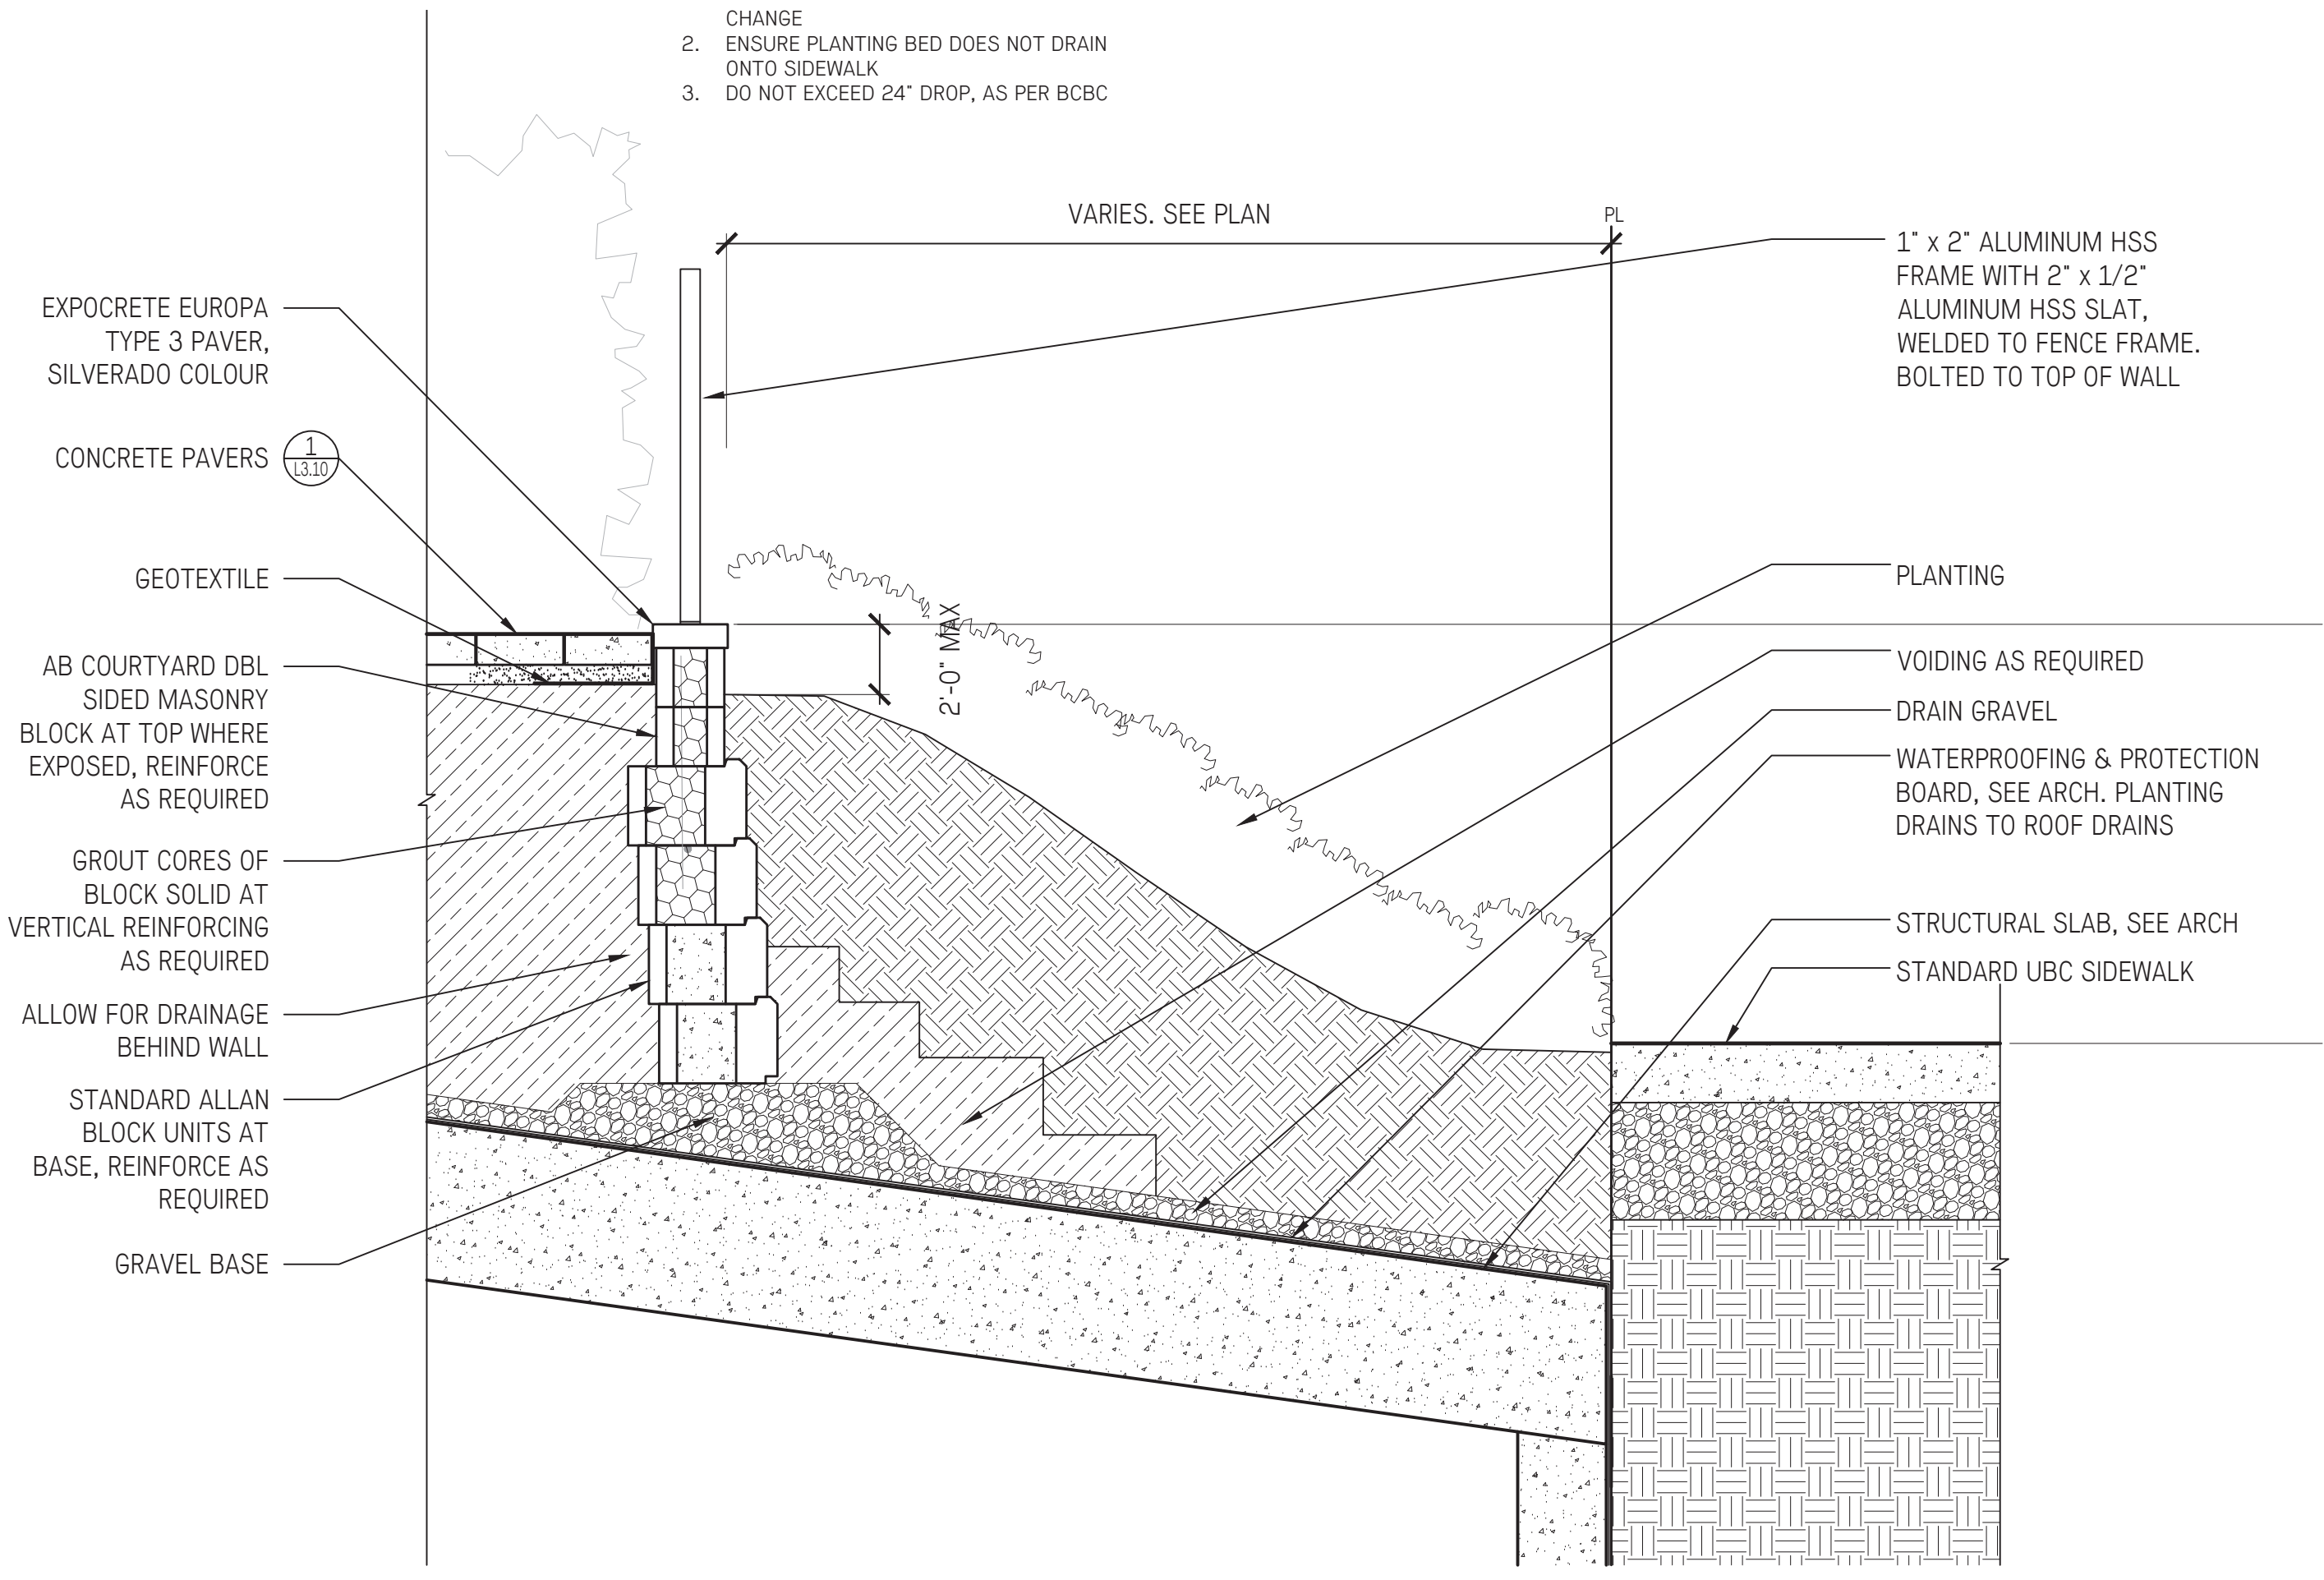 CHANGE
2. ENSURE PLANTING BED DOES NOT DRAIN
ONTO SIDEWALK
3. DO NOT EXCEED 24" DROP, AS PER BCBC
VARIES. SEE PLAN
PL
EXPOCRETE EUROPA
TYPE 3 PAVER,
SILVERADO COLOUR
CONCRETE PAVERS
1
L3.10
GEOTEXTILE
AB COURTYARD DBL
SIDED MASONRY
BLOCK AT TOP WHERE
EXPOSED, REINFORCE
AS REQUIRED
GROUT CORES OF
BLOCK SOLID AT
VERTICAL REINFORCING
AS REQUIRED
ALLOW FOR DRAINAGE
BEHIND WALL
STANDARD ALLAN
BLOCK UNITS AT
BASE, REINFORCE AS
REQUIRED
GRAVEL BASE
2'-0" MAX
1" x 2" ALUMINUM HSS
FRAME WITH 2" x 1/2"
ALUMINUM HSS SLAT,
WELDED TO FENCE FRAME.
BOLTED TO TOP OF WALL
PLANTING
VOIDING AS REQUIRED
DRAIN GRAVEL
WATERPROOFING & PROTECTION
BOARD, SEE ARCH. PLANTING
DRAINS TO ROOF DRAINS
STRUCTURAL SLAB, SEE ARCH
STANDARD UBC SIDEWALK